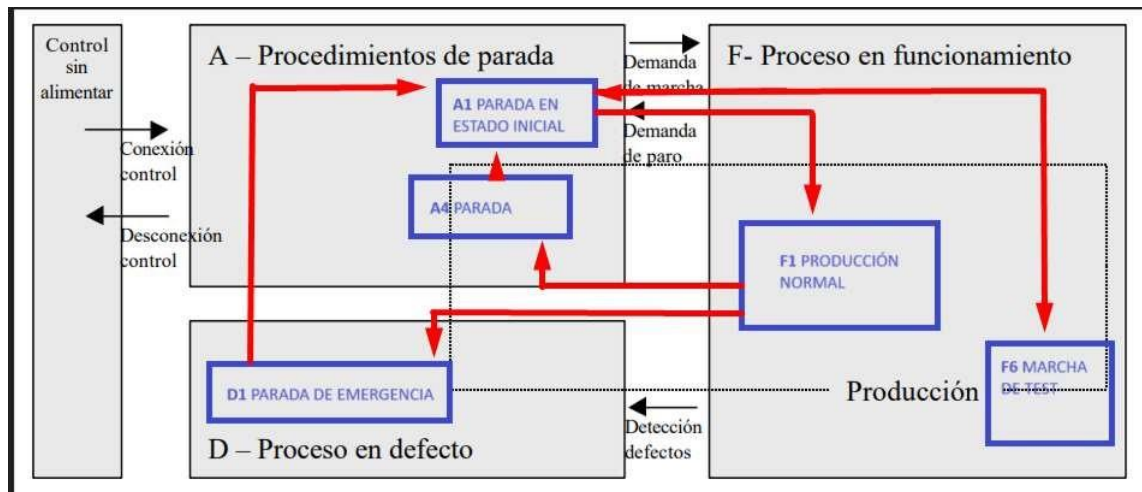 Control
sin
alimentar
A – Procedimientos de parada
A1 PARADA EN
ESTADO INICIAL
A4 PARADA
Demanda
de marcha
Demanda
de paro
F- Proceso en funcionamiento
F1 PRODUCCIÓN
NORMAL
F6 MARCHA
DE TEST
Producción
Conexión
control
Desconexión
control
D1 PARADA DE EMERGENCIA
D – Proceso en defecto
Detección
defectos